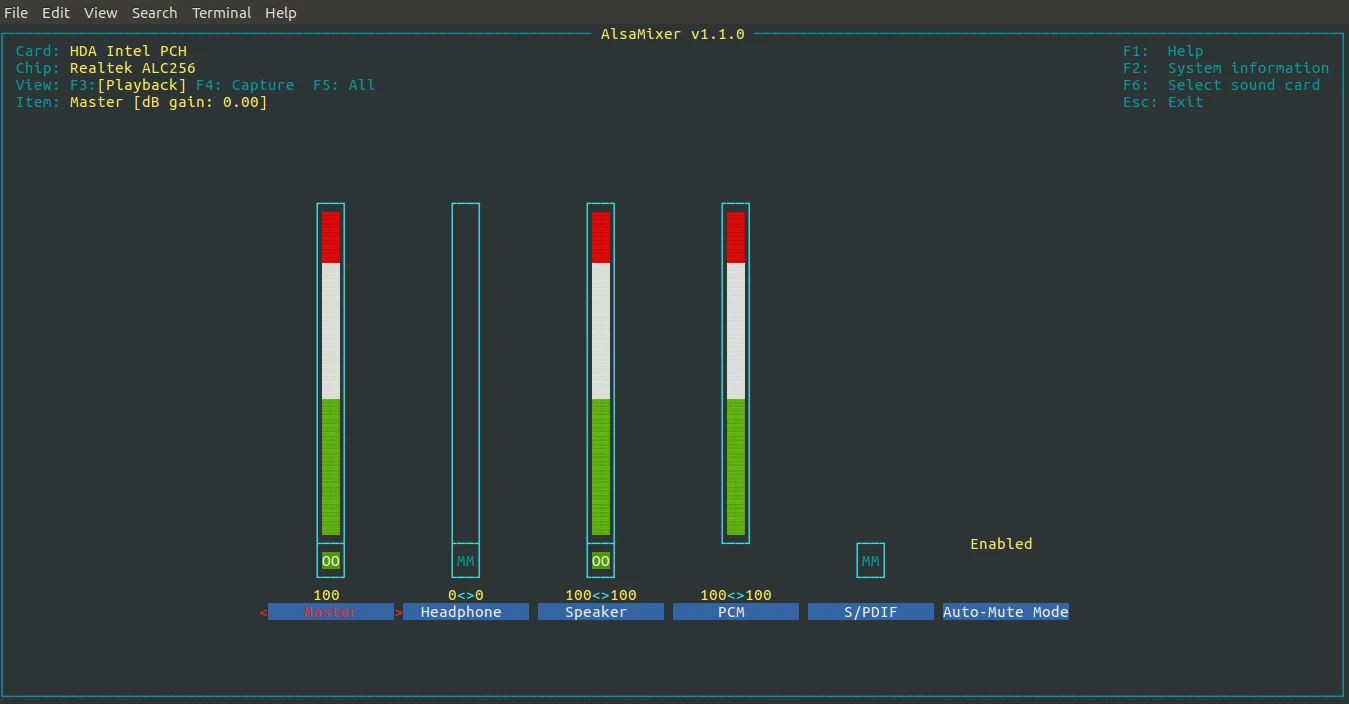 File Edit View Search Terminal Help
AlsaMixer v1.1.0
Card: HDA Intel PCH F1: Help
Chip: Realtek ALC256 F2: System information
View: F3:[Playback] F4: Capture F5: All F6: Select sound card
Item: Master [dB gain: 0.00] Esc: Exit
Enabled
OO MM OO MM
100 0<>0 100<>100 100<>100
< Master > Headphone Speaker PCM S/PDIF Auto-Mute Mode